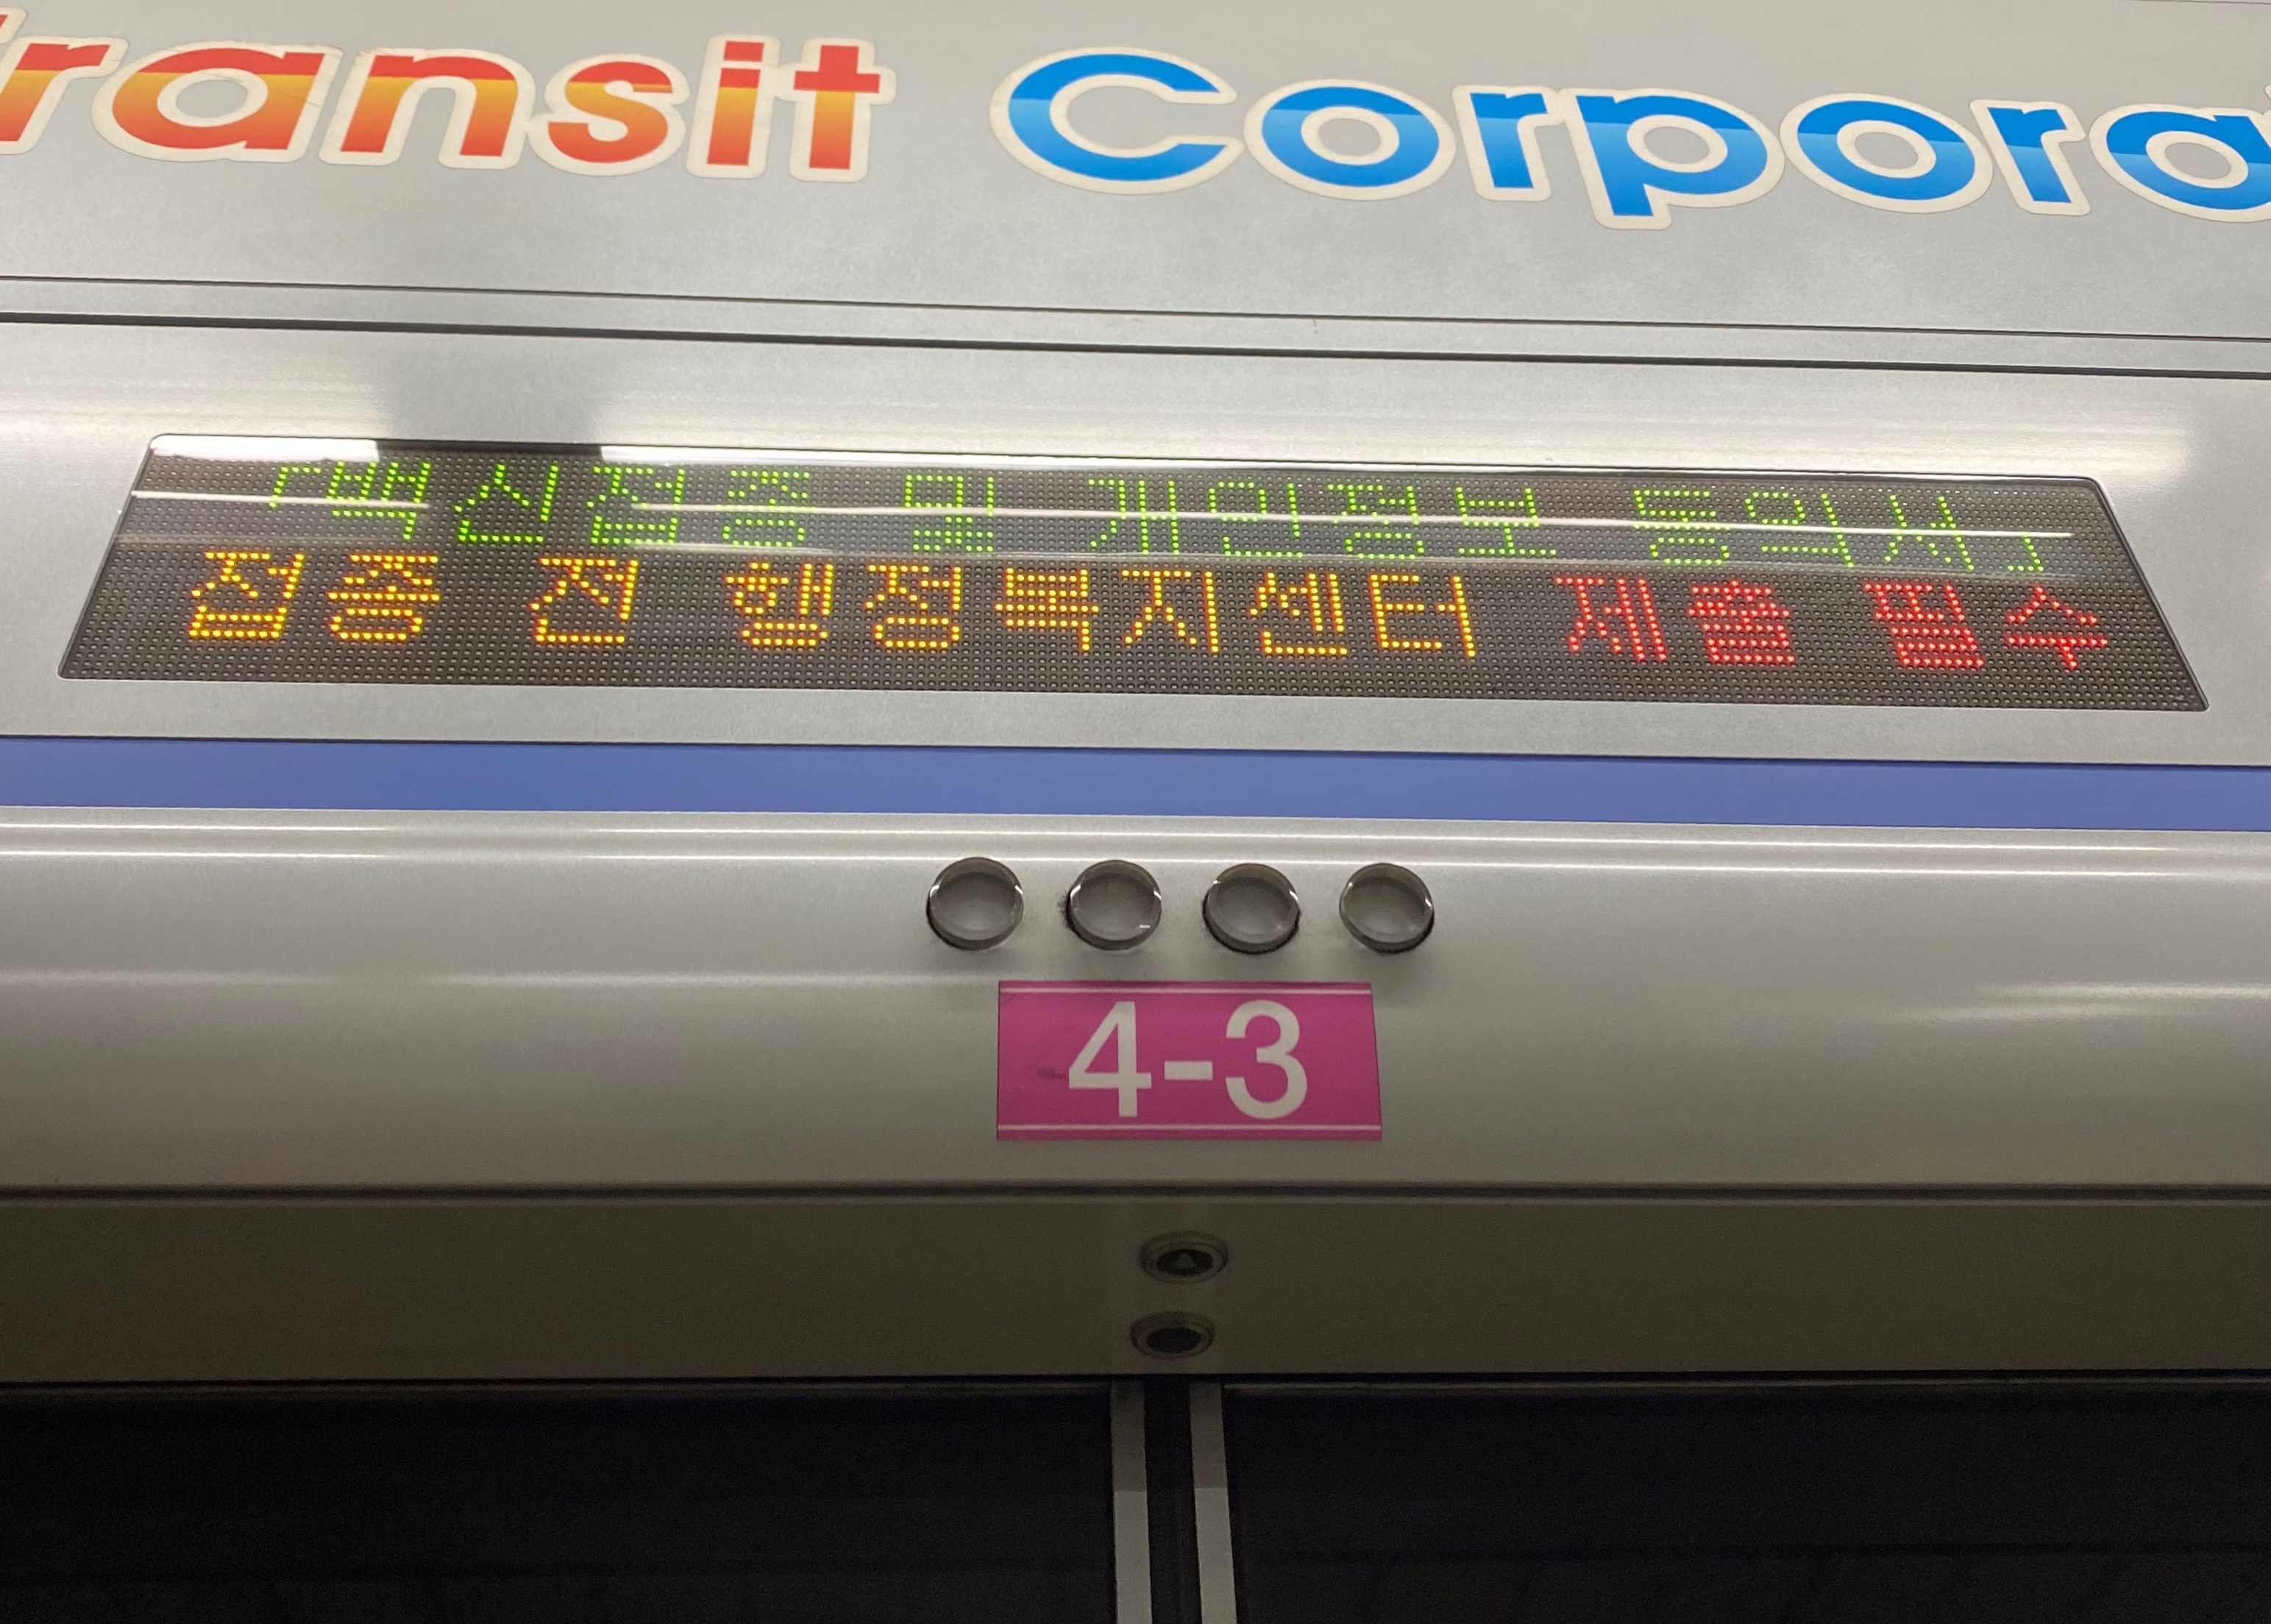 Transit Corpora
「백신접종 및 개인정보 동의서」
접종 전 행정복지센터 제출 필수
4-3